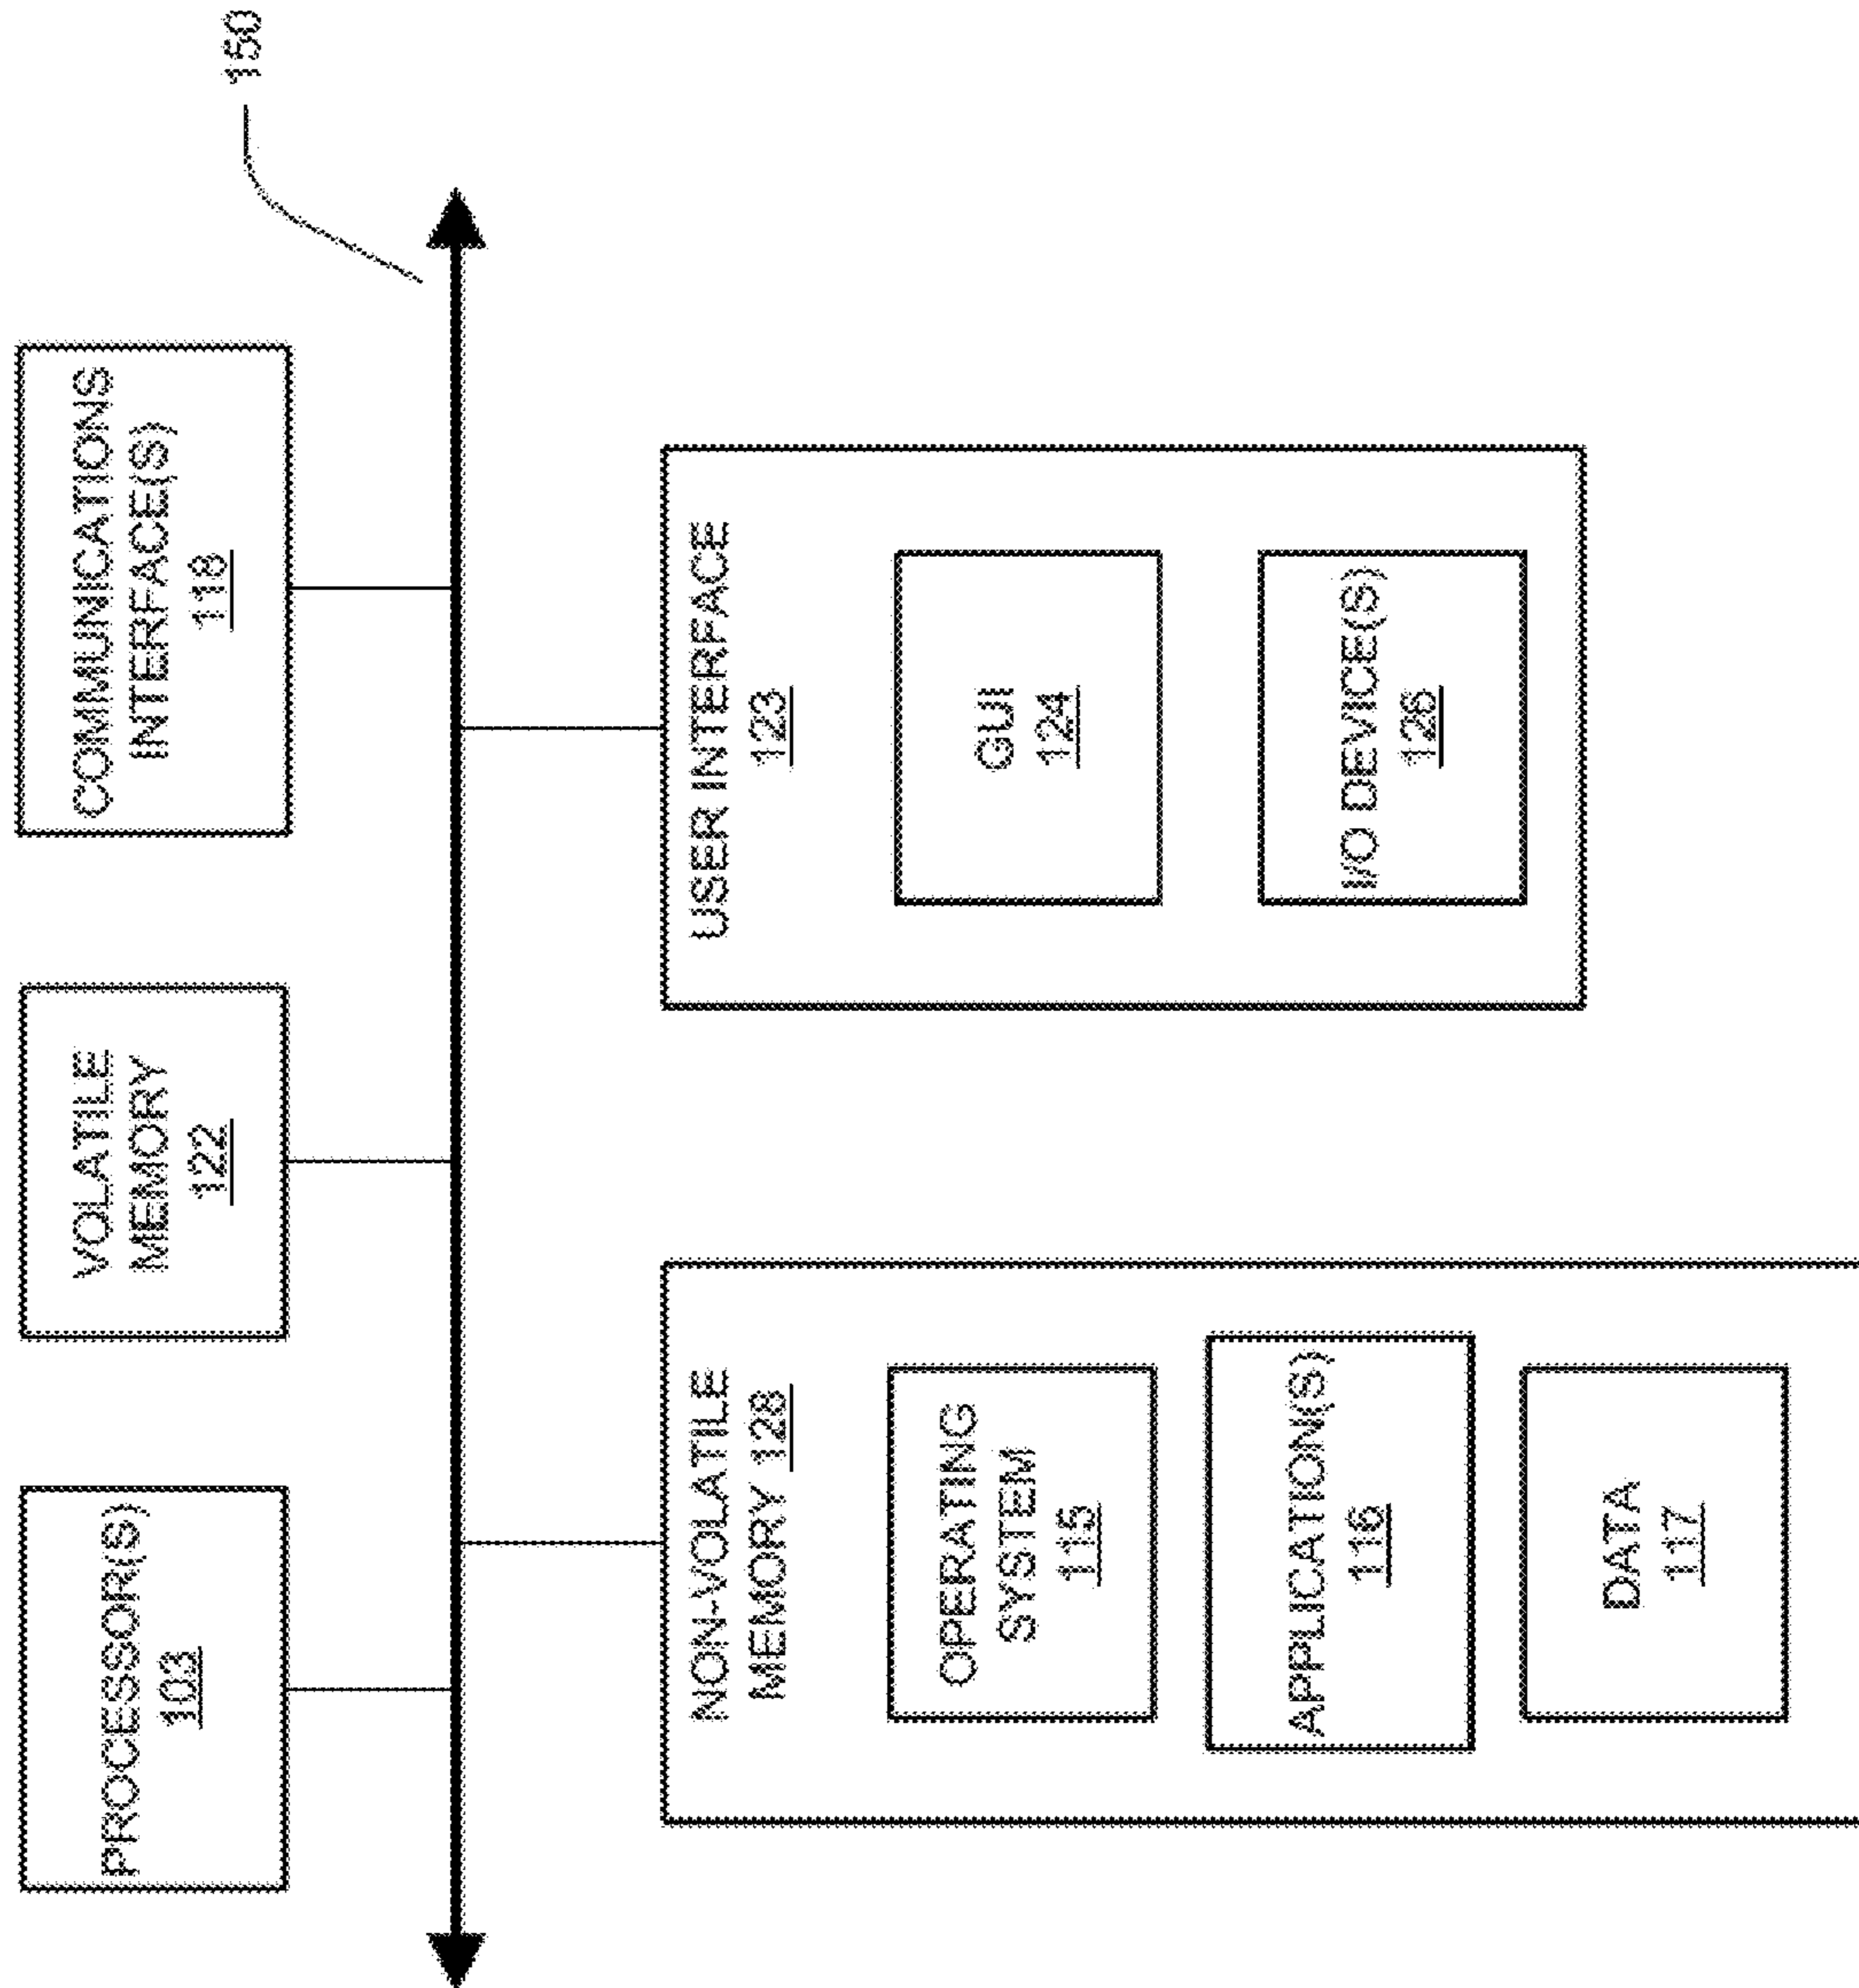 PROCESSOR(S)
103
VOLATILE
MEMORY
122
COMMUNICATIONS
INTERFACE(S)
118
150
NON-VOLATILE
MEMORY 128
OPERATING
SYSTEM
115
APPLICATION(S)
116
DATA
117
USER INTERFACE
123
GUI
124
I/O DEVICE(S)
126